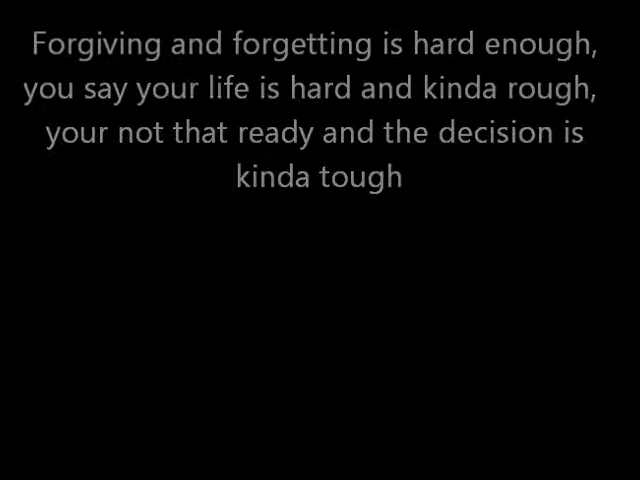 Forgiving and forgetting is hard enough,
you say your life is hard and kinda rough,
your not that ready and the decision is
kinda tough